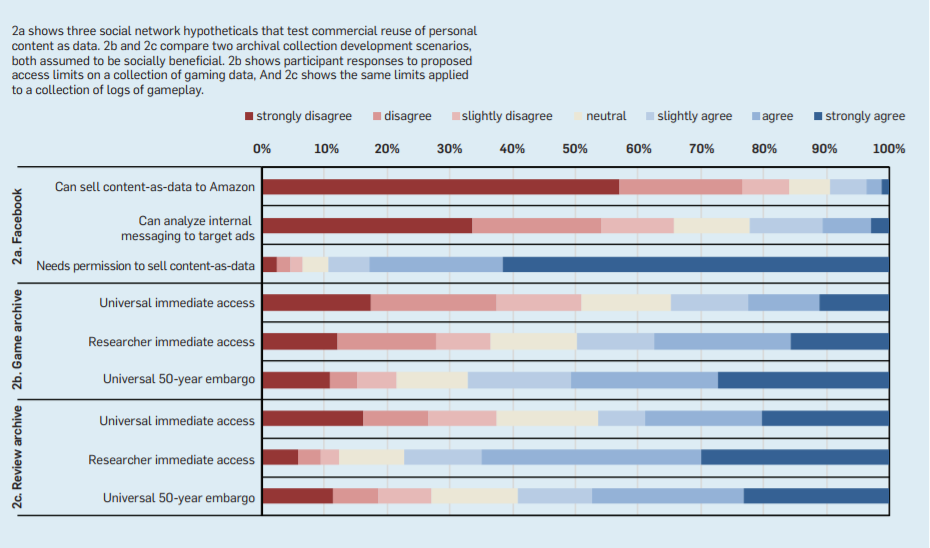 2a shows three social network hypotheticals that test commercial reuse of personal
content as data. 2b and 2c compare two archival collection development scenarios,
both assumed to be socially beneficial. 2b shows participant responses to proposed
access limits on a collection of gaming data, And 2c shows the same limits applied
to a collection of logs of gameplay.
strongly disagree disagree slightly disagree neutral slightly agree agree strongly agree
0% 10% 20% 30% 40% 50% 60% 70% 80% 90% 100%
2a. Facebook
Can sell content-as-data to Amazon
Can analyze internal
messaging to target ads
Needs permission to sell content-as-data
2b. Game archive
Universal immediate access
Researcher immediate access
Universal 50-year embargo
2c. Review archive
Universal immediate access
Researcher immediate access
Universal 50-year embargo